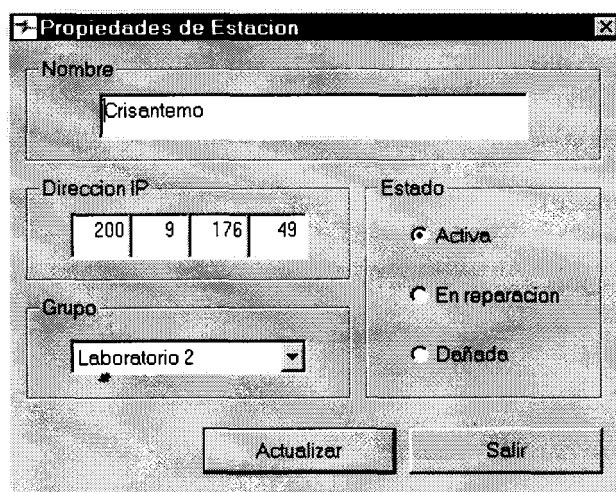 Propiedades de Estacion
Nombre
Crisantemo
Direccion IP
200 9 176 49
Estado
Activa
En reparacion
Dañada
Grupo
Laboratorio 2
Actualizar
Salir